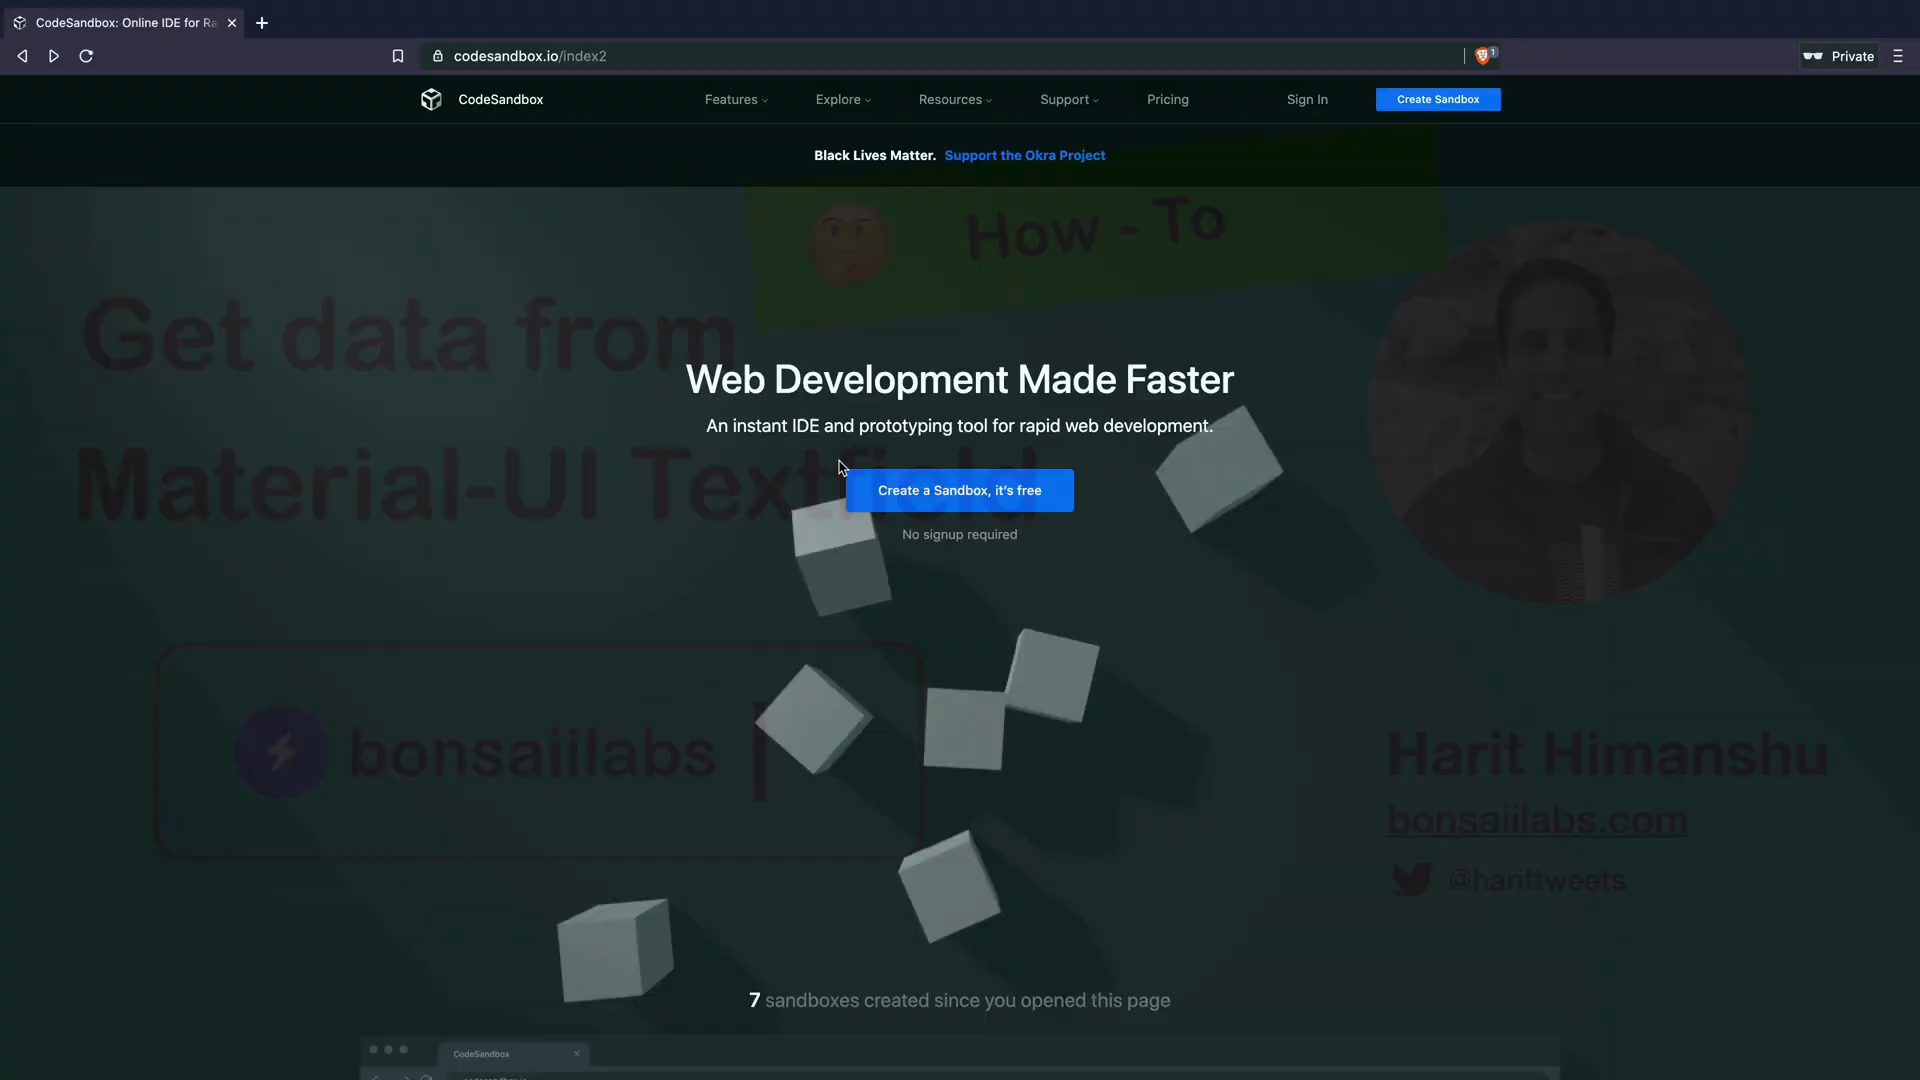 CodeSandbox: Online IDE for Ra
codesandbox.io/index2
1
Private
CodeSandbox
Features
Explore
Resources
Support
Pricing
Sign In
Create Sandbox
Black Lives Matter. Support the Okra Project
How - To
Get data from
Material-UI Textfield
Web Development Made Faster
An instant IDE and prototyping tool for rapid web development.
Create a Sandbox, it's free
No signup required
bonsaiilabs
Harit Himanshu
bonsaiilabs.com
@harittweets
7 sandboxes created since you opened this page
CodeSandbox